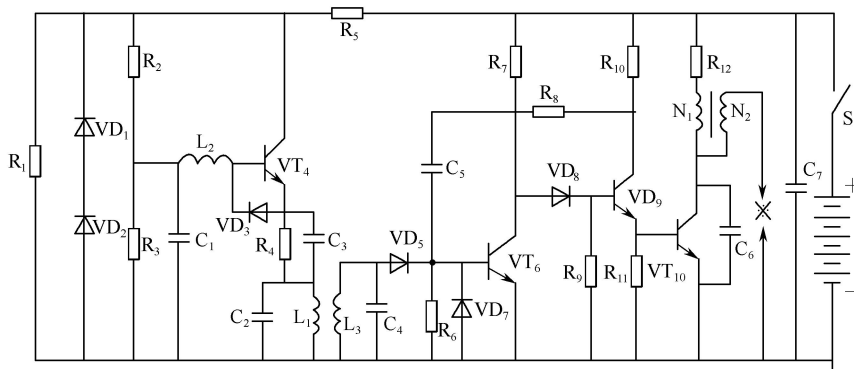 R₅
R₂
R₇
R₁₀
R₁₂
N₁
N₂
R₈
S
VD₁
L₂
R₁
VT₄
C₅
C₇
VD₈
VD₉
+
VD₂
R₃
C₁
VD₃
R₄
C₃
VD₅
VT₆
R₉
R₁₁
VT₁₀
C₆
C₂
L₁
L₃
C₄
R₆
VD₇
−